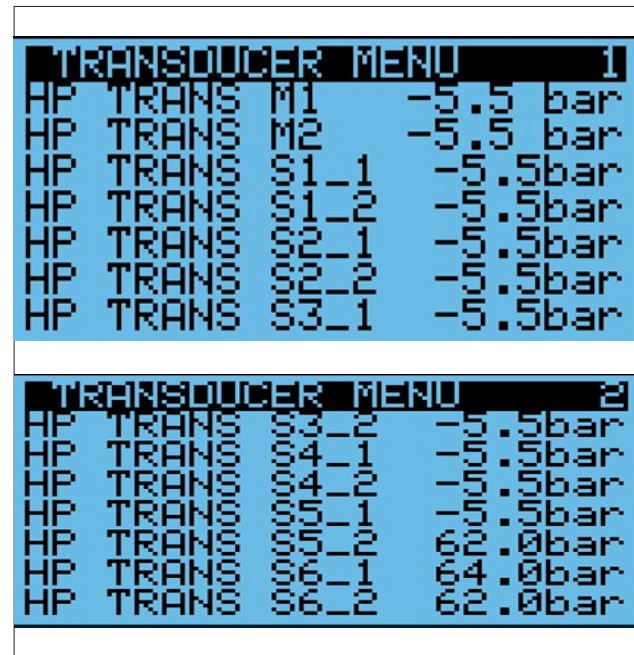 TRANSDUCER MENU 1
HP TRANS M1 -5.5 bar
HP TRANS M2 -5.5 bar
HP TRANS S1_1 -5.5bar
HP TRANS S1_2 -5.5bar
HP TRANS S2_1 -5.5bar
HP TRANS S2_2 -5.5bar
HP TRANS S3_1 -5.5bar
TRANSDUCER MENU 2
HP TRANS S3_2 -5.5bar
HP TRANS S4_1 -5.5bar
HP TRANS S4_2 -5.5bar
HP TRANS S5_1 -5.5bar
HP TRANS S5_2 62.0bar
HP TRANS S6_1 64.0bar
HP TRANS S6_2 62.0bar